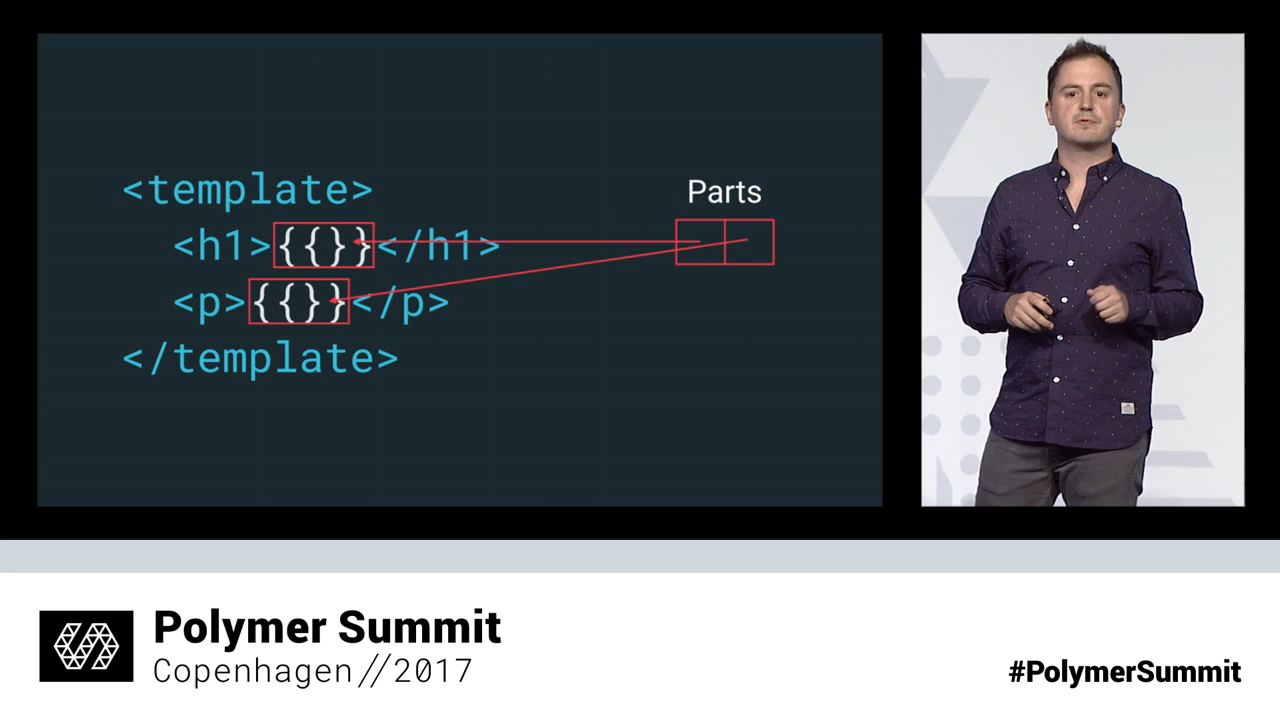 <template>
<h1>{{}}</h1>
<p>{{}}</p>
</template>
Parts
Polymer Summit
Copenhagen//2017
#PolymerSummit